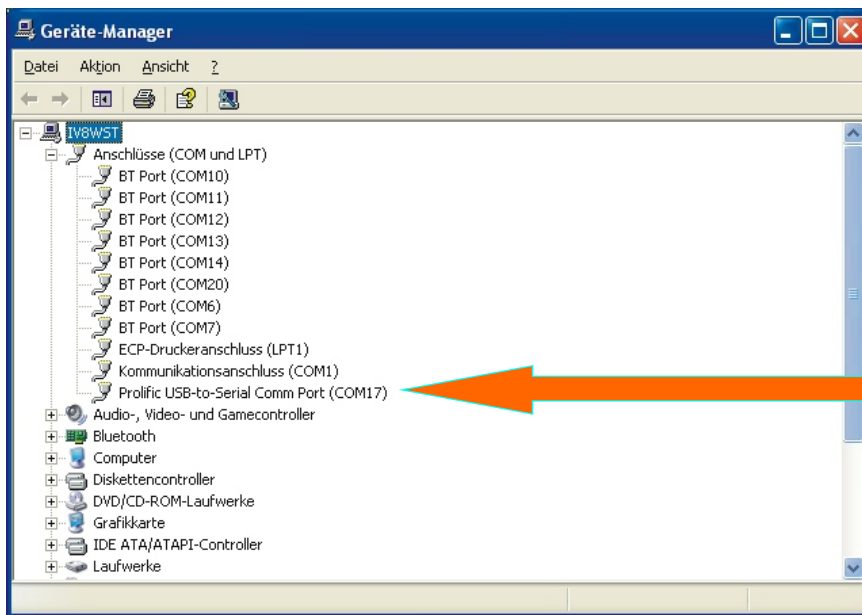 Geräte-Manager
Datei Aktion Ansicht ?
IV8WST
Anschlüsse (COM und LPT)
BT Port (COM10)
BT Port (COM11)
BT Port (COM12)
BT Port (COM13)
BT Port (COM14)
BT Port (COM20)
BT Port (COM6)
BT Port (COM7)
ECP-Druckeranschluss (LPT1)
Kommunikationsanschluss (COM1)
Prolific USB-to-Serial Comm Port (COM17)
Audio-, Video- und Gamecontroller
Bluetooth
Computer
Diskettencontroller
DVD/CD-ROM-Laufwerke
Grafikkarte
IDE ATA/ATAPI-Controller
Laufwerke